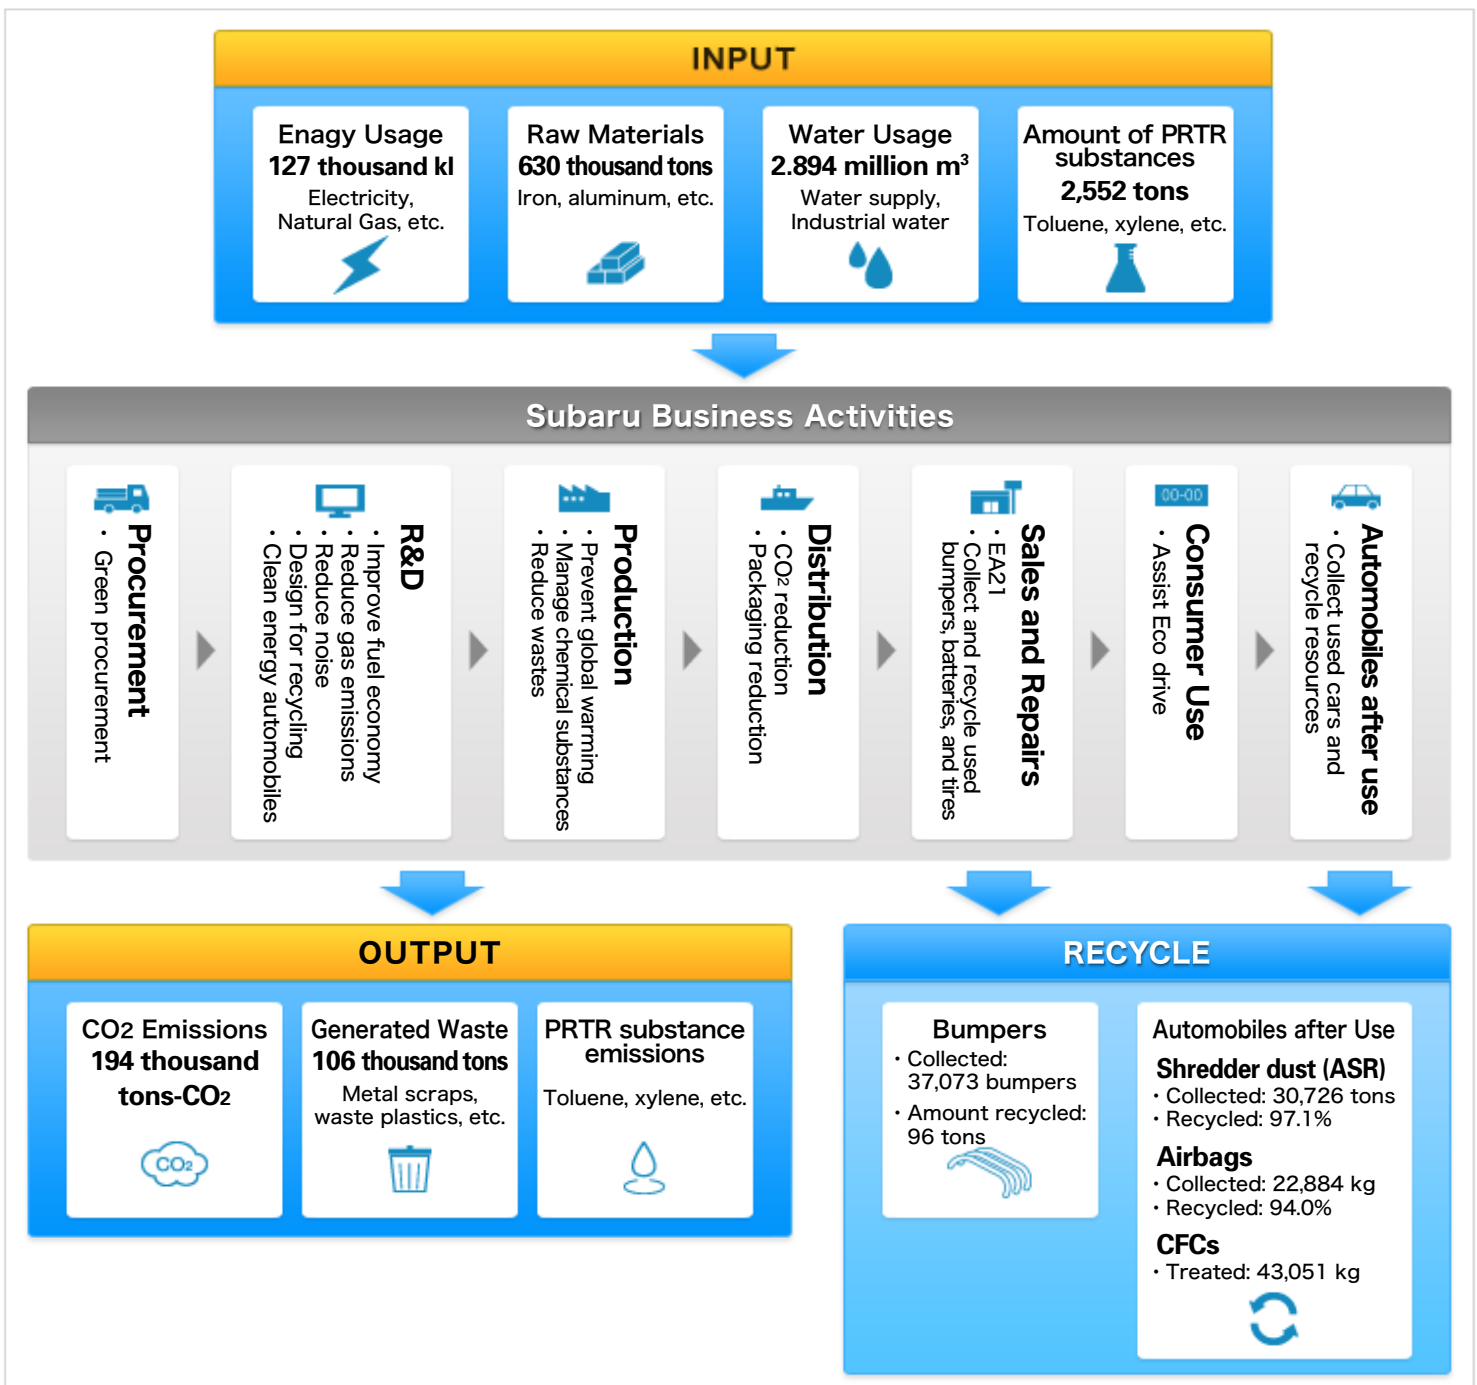 INPUT
Enagy Usage
127 thousand kl
Electricity,
Natural Gas, etc.
Raw Materials
630 thousand tons
Iron, aluminum, etc.
Water Usage
2.894 million m³
Water supply,
Industrial water
Amount of PRTR
substances
2,552 tons
Toluene, xylene, etc.
Subaru Business Activities
Procurement
・Green procurement
R&D
・Improve fuel economy
・Reduce gas emissions
・Reduce noise
・Design for recycling
・Clean energy automobiles
Production
・Prevent global warming
・Manage chemical substances
・Reduce wastes
Distribution
・CO2 reduction
・Packaging reduction
Sales and Repairs
・EA21
・Collect and recycle used
bumpers, batteries, and tires
00-00
Consumer Use
・Assist Eco drive
Automobiles after use
・Collect used cars and
recycle resources
OUTPUT
CO2 Emissions
194 thousand
tons-CO2
CO2
Generated Waste
106 thousand tons
Metal scraps,
waste plastics, etc.
PRTR substance
emissions
Toluene, xylene, etc.
RECYCLE
Bumpers
・Collected:
37,073 bumpers
・Amount recycled:
96 tons
Automobiles after Use
Shredder dust (ASR)
・Collected: 30,726 tons
・Recycled: 97.1%
Airbags
・Collected: 22,884 kg
・Recycled: 94.0%
CFCs
・Treated: 43,051 kg